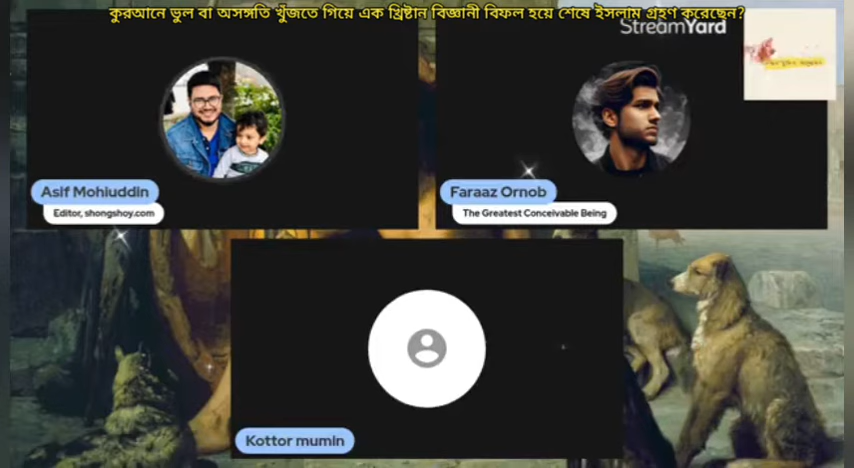 কুরআনে ভুল বা অসঙ্গতি খুঁজতে গিয়ে এক খ্রিষ্টান বিজ্ঞানী বিফল হয়ে শেষে ইসলাম গ্রহণ করেছেন?
StreamYard
Asif Mohiuddin
Editor, shongshoy.com
Faraaz Ornob
The Greatest Conceivable Being
Kottor mumin